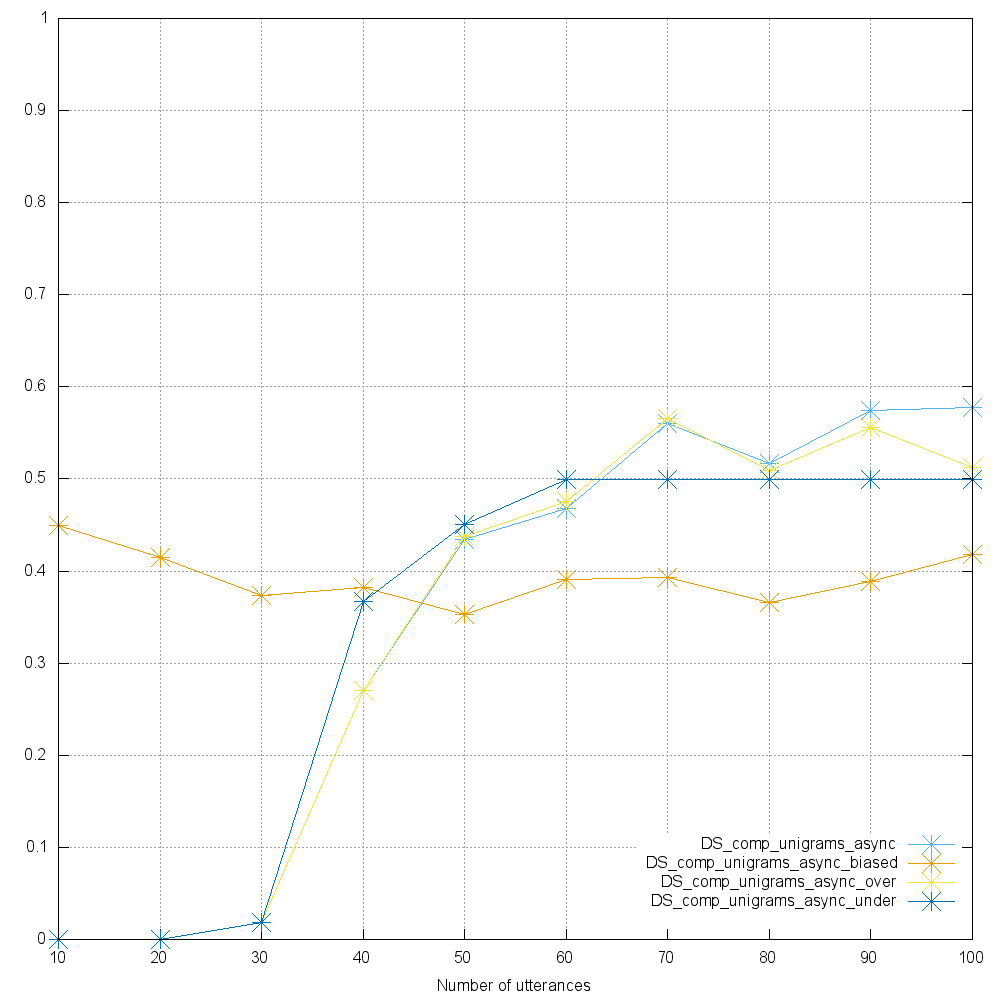 1
0.9
0.8
0.7
0.6
0.5
0.4
0.3
0.2
0.1
0
DS_comp_unigrams_async
DS_comp_unigrams_async_biased
DS_comp_unigrams_async_over
DS_comp_unigrams_async_under
10 20 30 40 50 60 70 80 90 100
Number of utterances